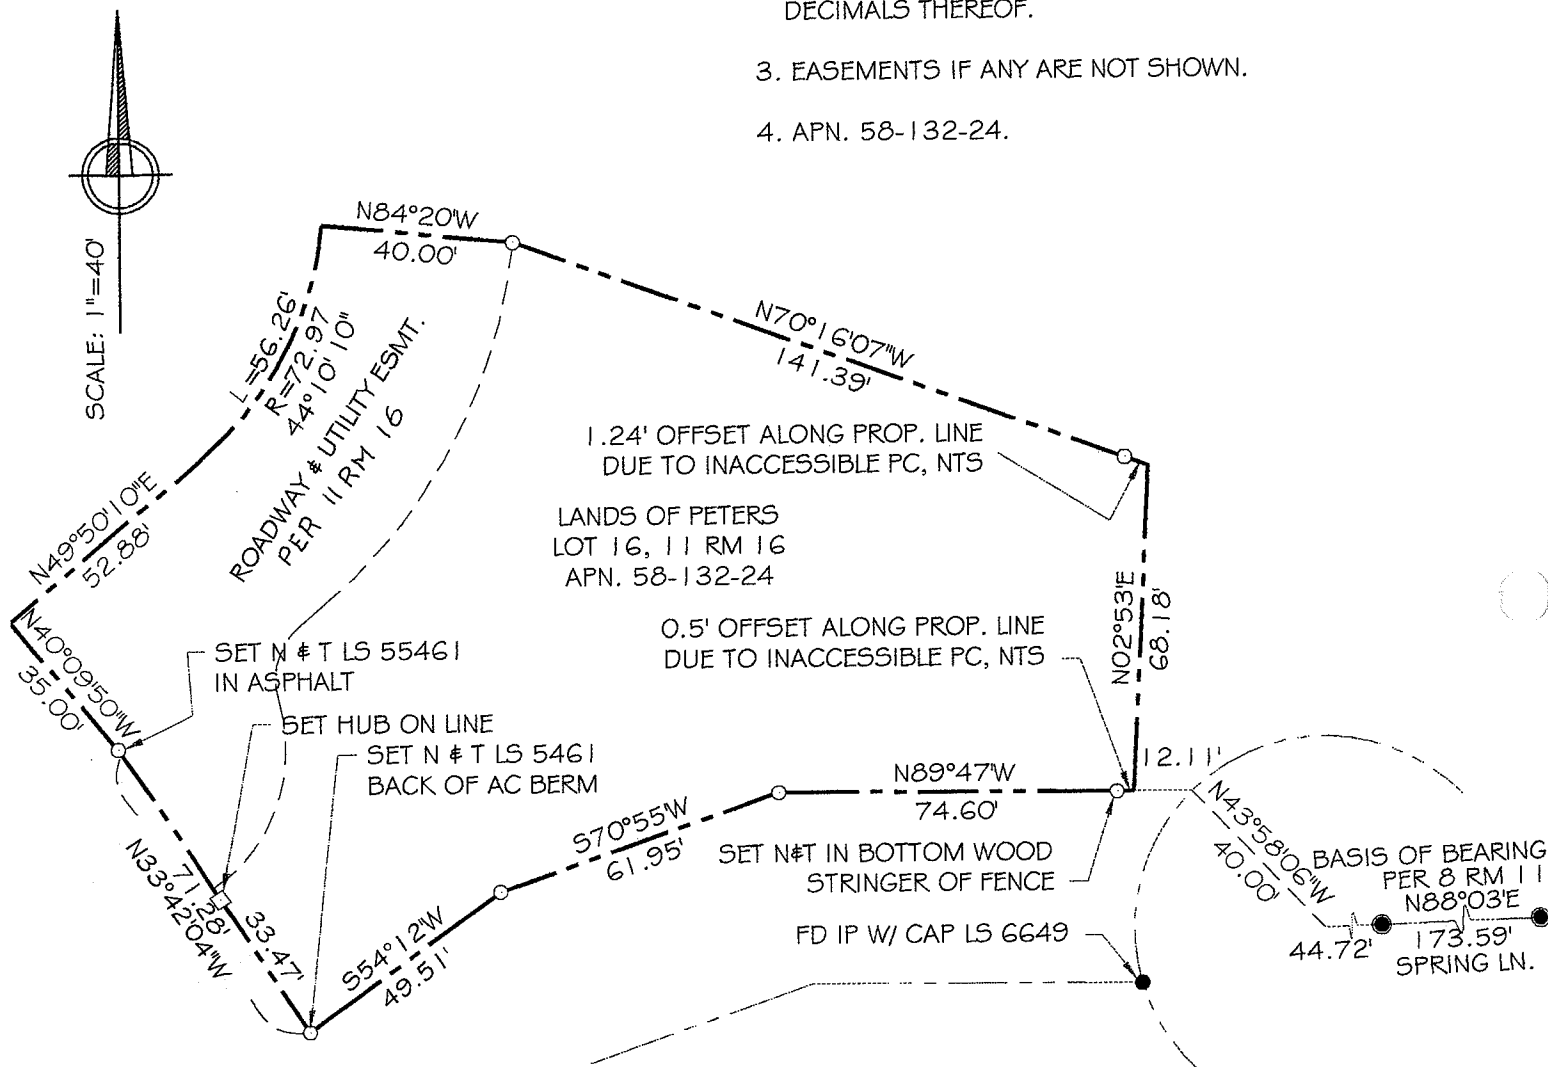 DECIMALS THEREOF.
3. EASEMENTS IF ANY ARE NOT SHOWN.
4. APN. 58-132-24.
SCALE: 1"=40'
N84°20'W
40.00'
L=56.26'
R=72.97
44°10'10"
ROADWAY & UTILITY ESMT.
PER 11 RM 16
N70°16'07"W
141.39'
1.24' OFFSET ALONG PROP. LINE
DUE TO INACCESSIBLE PC, NTS
N49°50'10"E
52.88'
LANDS OF PETERS
LOT 16, 11 RM 16
APN. 58-132-24
N02°53'E
68.18'
0.5' OFFSET ALONG PROP. LINE
DUE TO INACCESSIBLE PC, NTS
N40°09'50"W
35.00'
SET N & T LS 55461
IN ASPHALT
SET HUB ON LINE
SET N & T LS 5461
BACK OF AC BERM
N89°47'W
74.60'
12.11'
S70°55'W
61.95'
SET N&T IN BOTTOM WOOD
STRINGER OF FENCE
N43°58'06"W
40.00'
BASIS OF BEARING
PER 8 RM 11
N88°03'E
173.59'
SPRING LN.
44.72'
71.28'
N33°42'04"W
33.47'
S54°12'W
49.51'
FD IP W/ CAP LS 6649